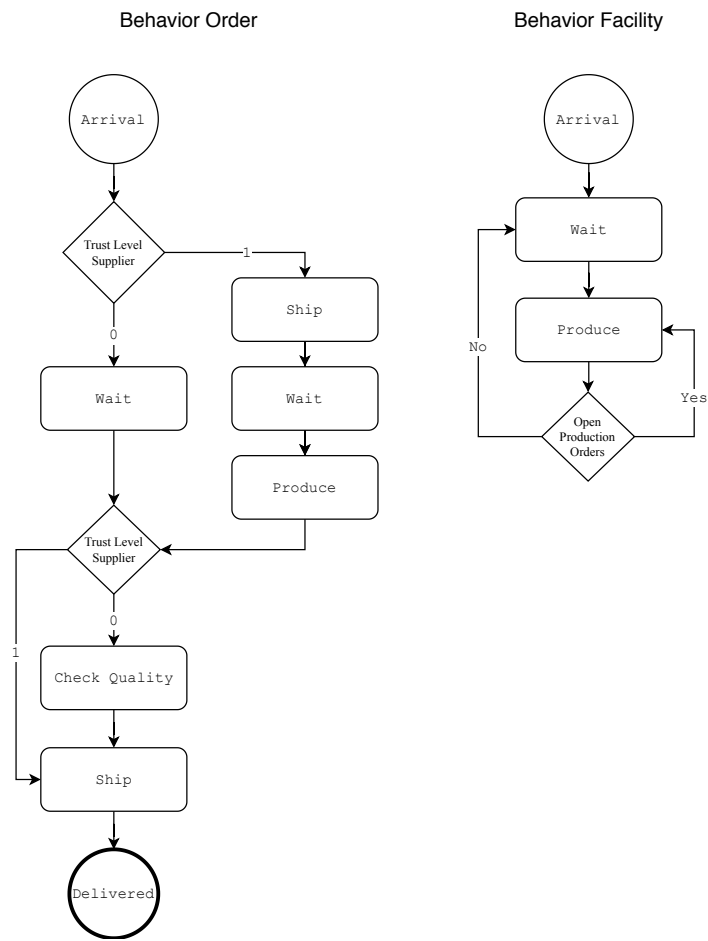 Behavior Order
Arrival
Trust Level
Supplier
1
0
Ship
Wait
Wait
Produce
Trust Level
Supplier
0
1
Check Quality
Ship
Delivered
Behavior Facility
Arrival
Wait
Produce
No
Yes
Open
Production
Orders